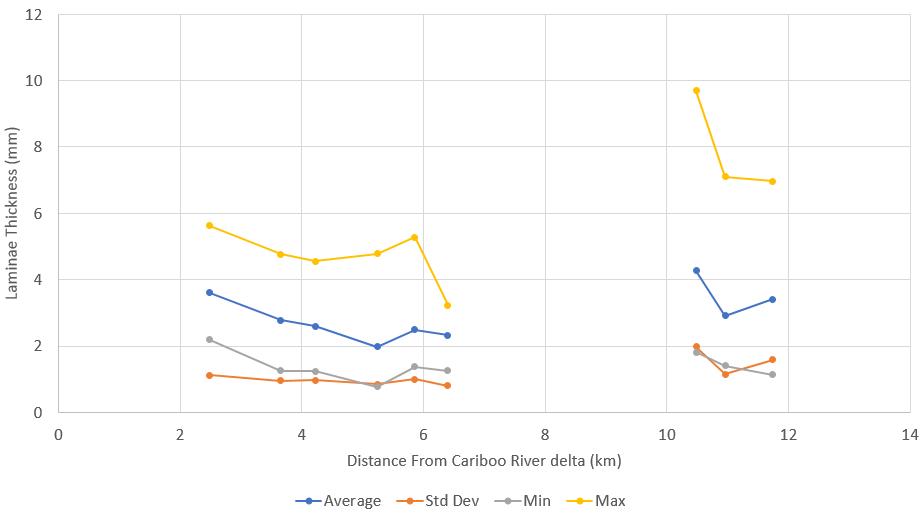 12
10
8
6
4
2
0
Laminae Thickness (mm)
0 2 4 6 8 10 12 14
Distance From Cariboo River delta (km)
Average Std Dev Min Max